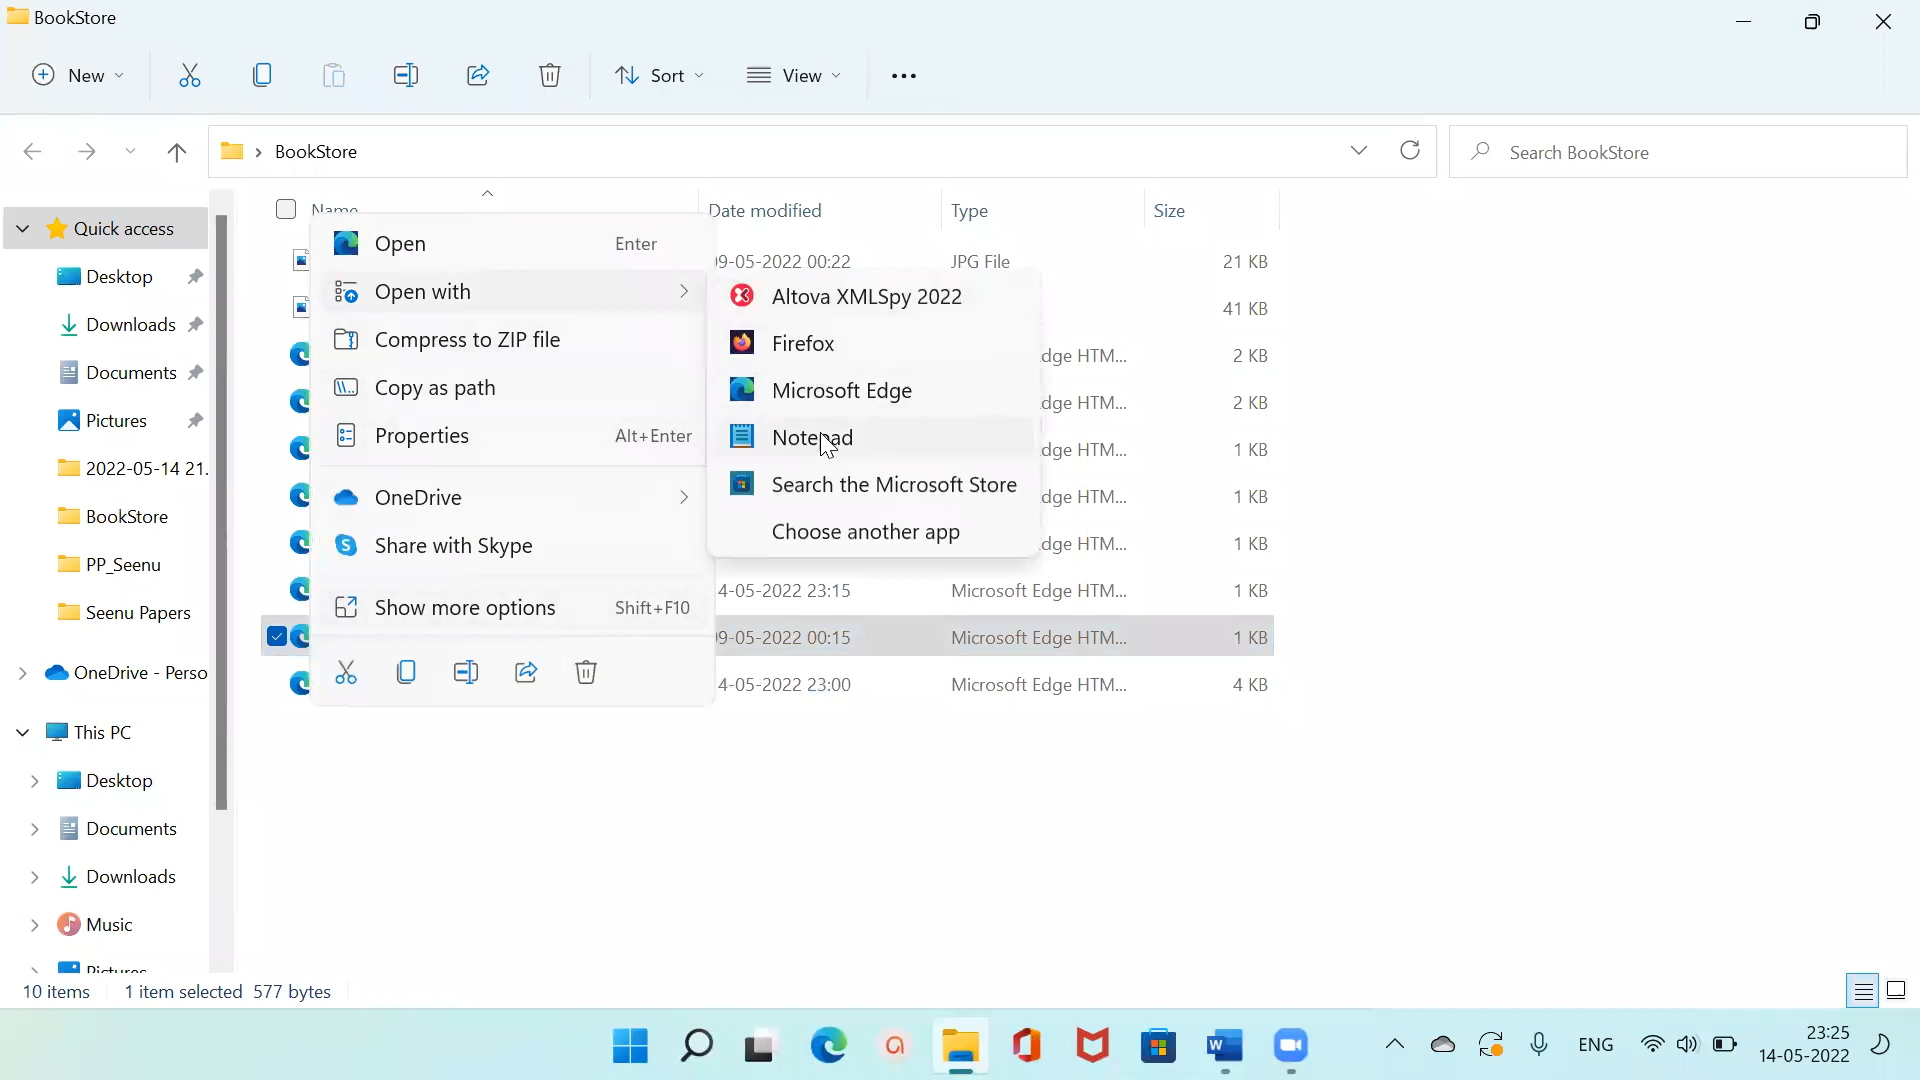 BookStore
New
Sort
View
BookStore
Search BookStore
Name
Date modified
Type
Size
Quick access
Desktop
Downloads
Documents
Pictures
2022-05-14 21.
BookStore
PP_Seenu
Seenu Papers
OneDrive - Perso
This PC
Desktop
Documents
Downloads
Music
Pictures
Open Enter
Open with
Compress to ZIP file
Copy as path
Properties Alt+Enter
OneDrive
Share with Skype
Show more options Shift+F10
Altova XMLSpy 2022
Firefox
Microsoft Edge
Notepad
Search the Microsoft Store
Choose another app
09-05-2022 00:22 JPG File 21 KB
41 KB
dge HTM... 2 KB
dge HTM... 2 KB
dge HTM... 1 KB
dge HTM... 1 KB
dge HTM... 1 KB
4-05-2022 23:15 Microsoft Edge HTM... 1 KB
09-05-2022 00:15 Microsoft Edge HTM... 1 KB
4-05-2022 23:00 Microsoft Edge HTM... 4 KB
10 items 1 item selected 577 bytes
ENG
23:25
14-05-2022